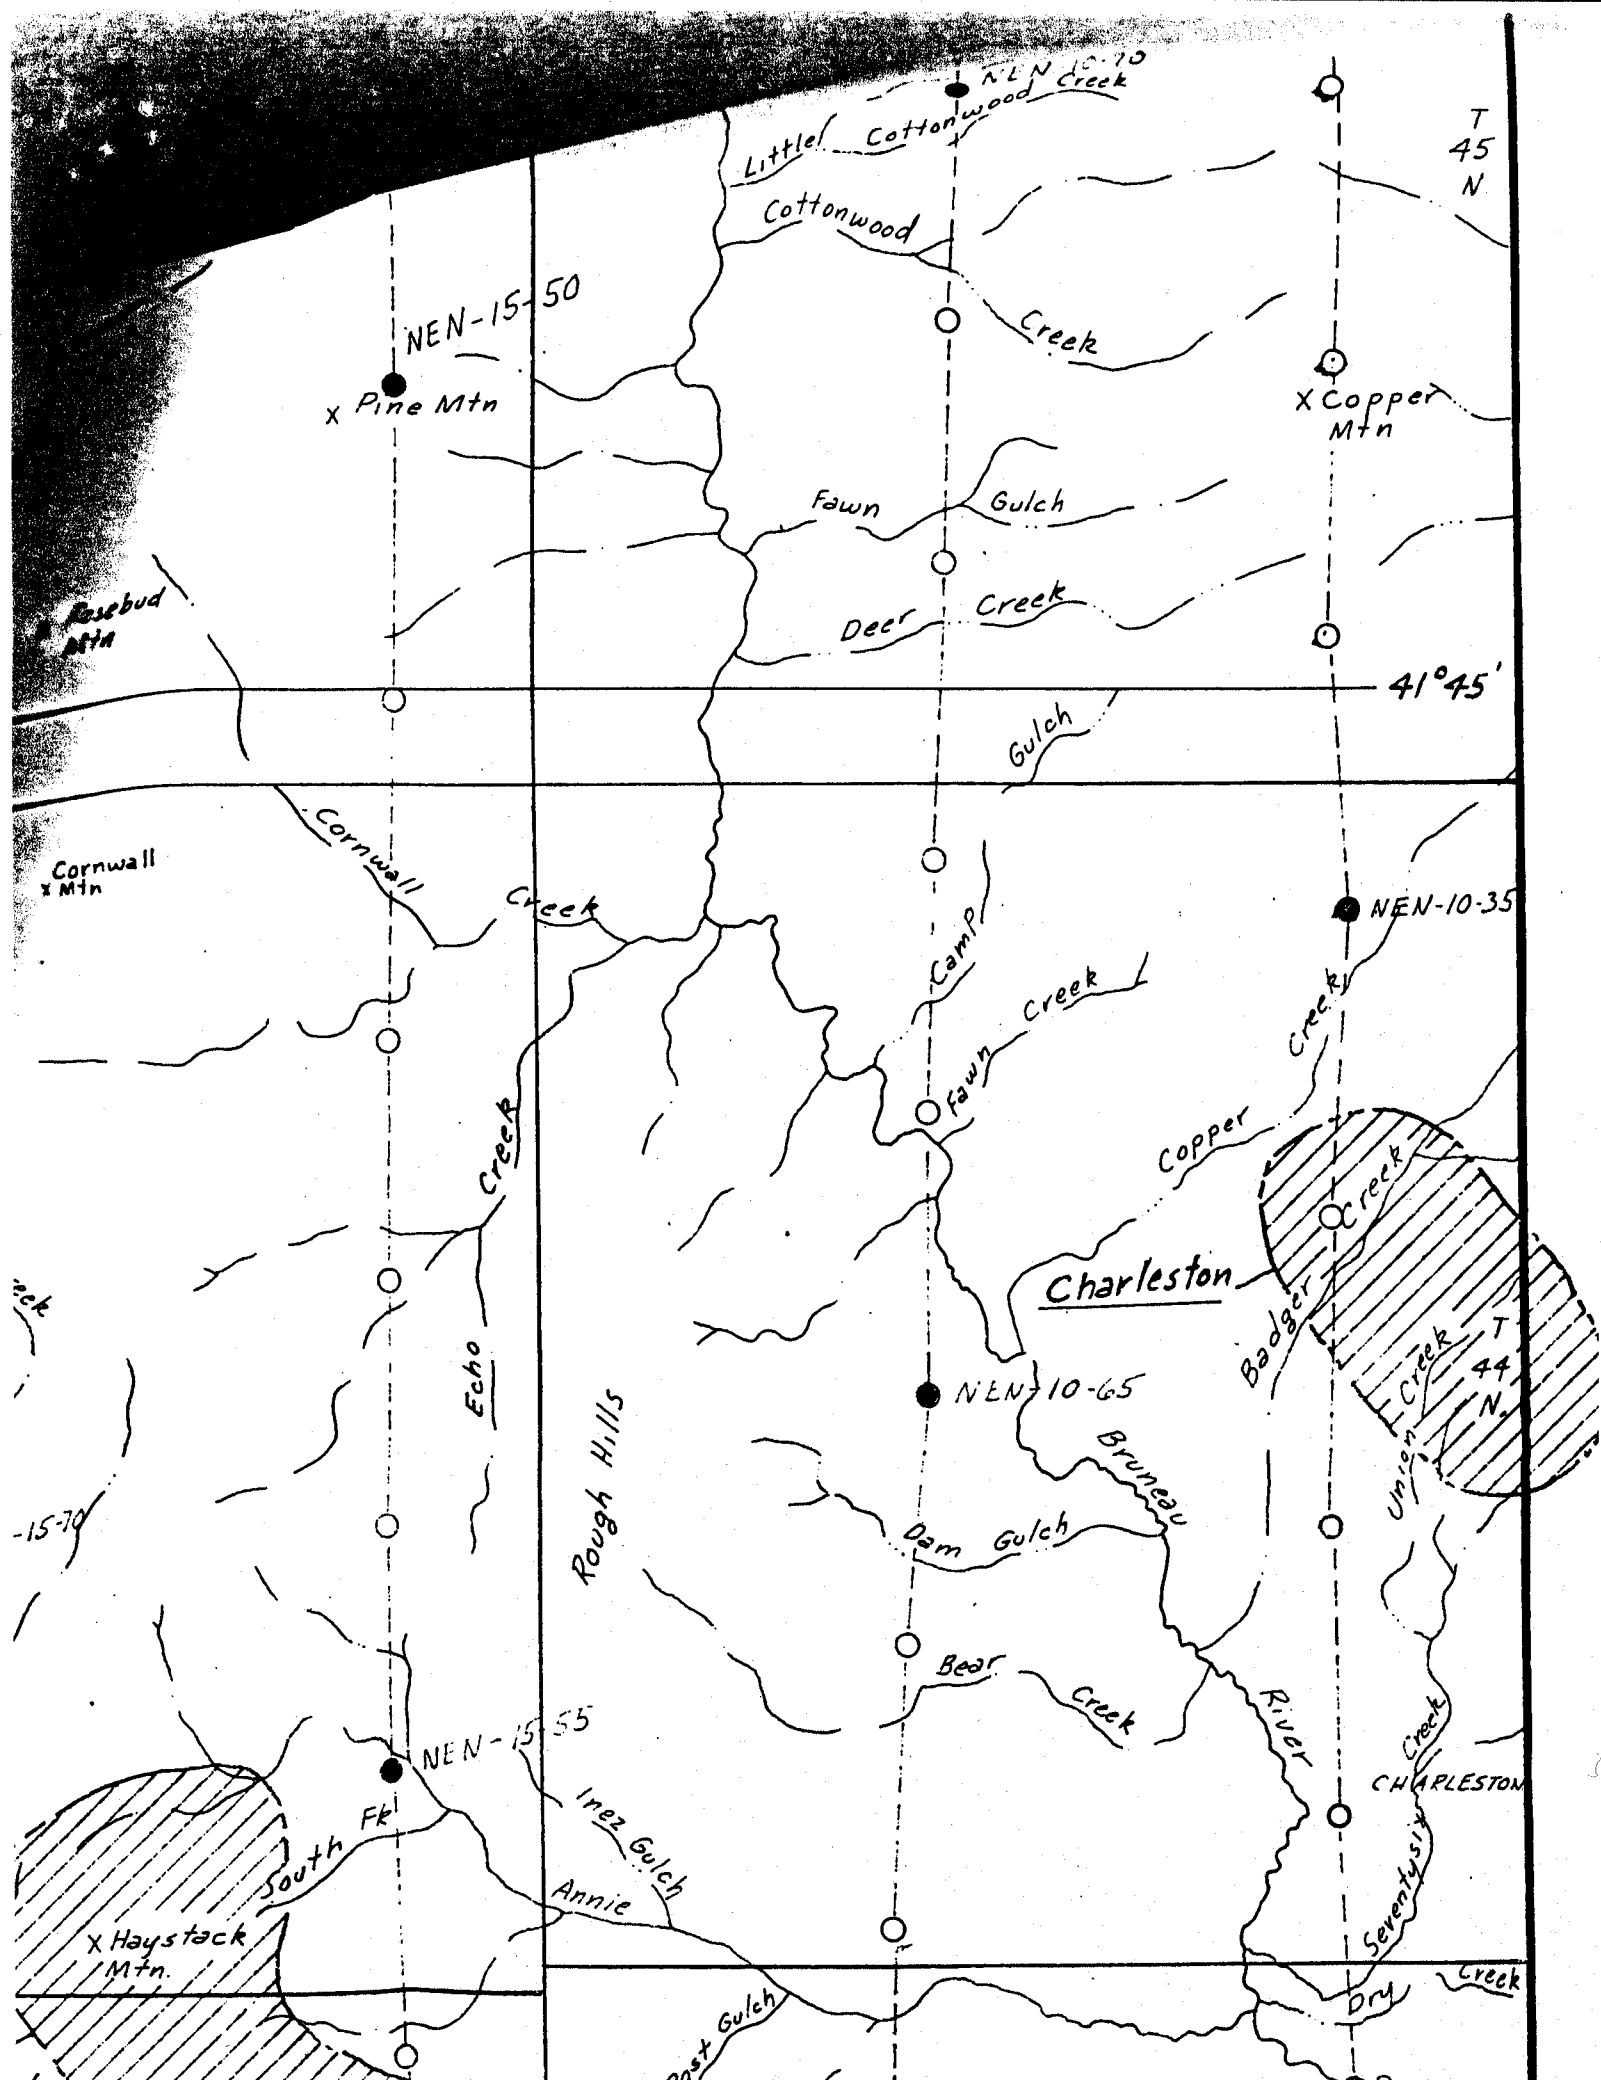 NEN-10-70
Little Cottonwood Creek
T
45
N
Cottonwood Creek
NEN-15-50
x Pine Mtn
x Copper
Mtn
Fawn Gulch
Rosebud
Mtn
Deer Creek
41°45'
Gulch
Cornwall Creek
Cornwall
x Mtn
NEN-10-35
Camp
Fawn Creek
Copper Creek
Creek
Echo
Badger Creek
Charleston
eek
T
44
N.
Union Creek
NEN-10-65
Rough Hills
Bruneau
-15-70
Dam Gulch
Bear Creek
River
NEN-15-55
CHARLESTON
Seventysix Creek
South Fk
Inez Gulch
Annie
x Haystack
Mtn.
Dry Creek
Gulch